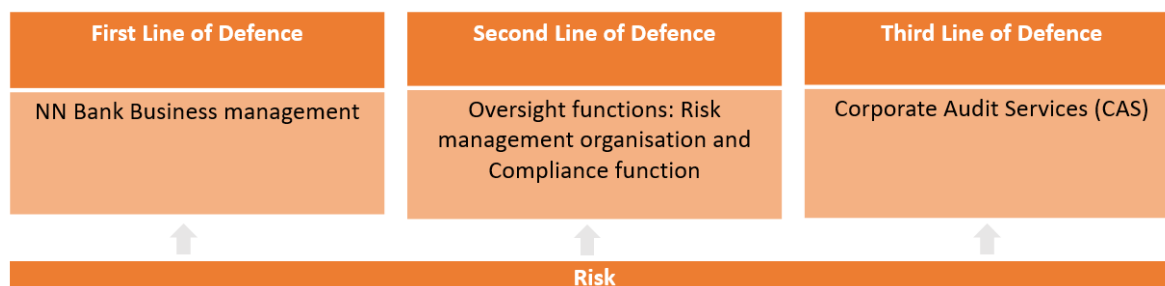 First Line of Defence
NN Bank Business management
Second Line of Defence
Oversight functions: Risk
management organisation and
Compliance function
Third Line of Defence
Corporate Audit Services (CAS)
Risk